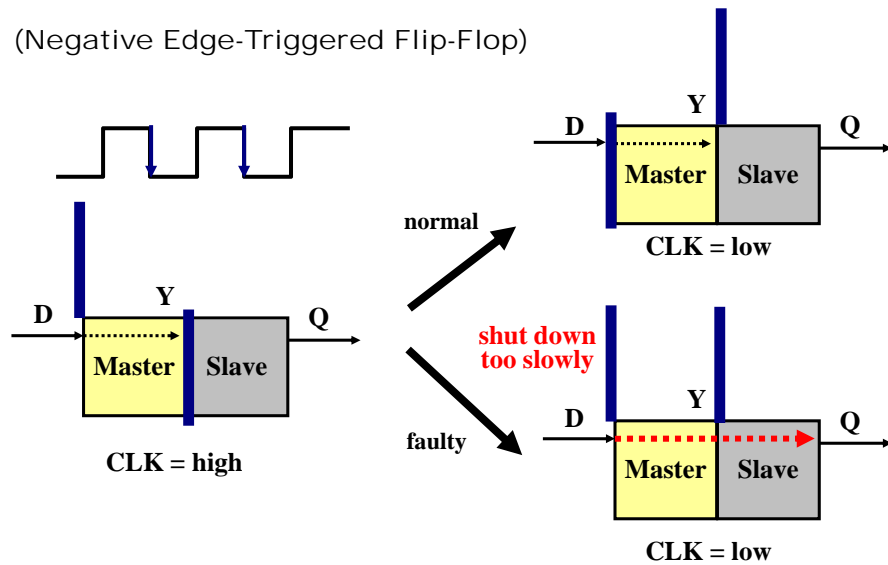 (Negative Edge-Triggered Flip-Flop)
D
Y
Q
Master
Slave
CLK = high
normal
faulty
D
Y
Q
Master
Slave
CLK = low
shut down
too slowly
D
Y
Q
Master
Slave
CLK = low